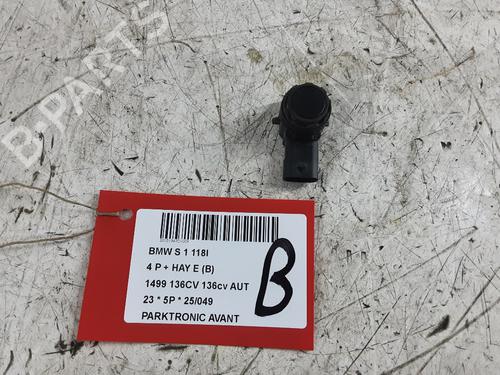 B-PARTS
BMW S 1 118I
4 P + HAY E (B)
1499 136CV 136cv AUT
23 * 5P * 25/049
PARKTRONIC AVANT
B